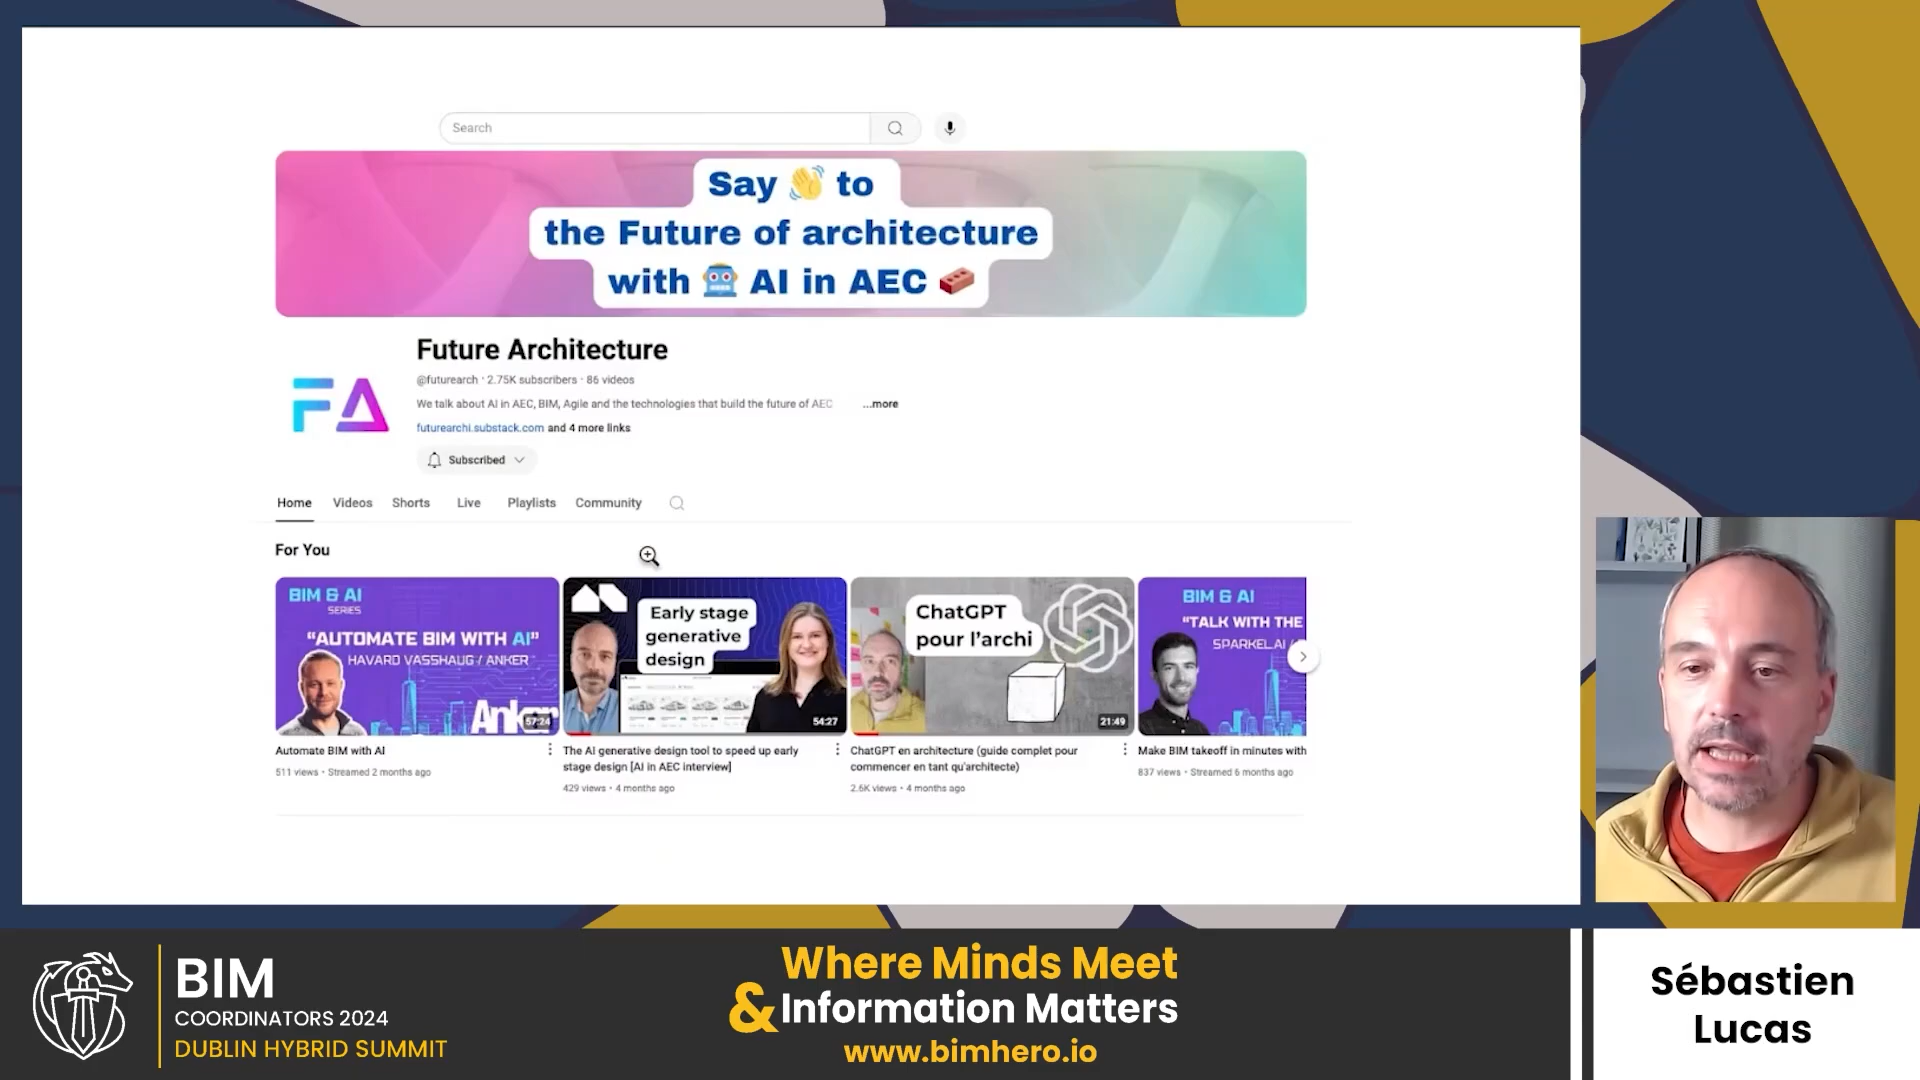 Search
Say 👋 to
the Future of architecture
with 🤖 AI in AEC 🧱
FA
Future Architecture
@futurearch · 2.75K subscribers · 86 videos
We talk about AI in AEC, BIM, Agile and the technologies that build the future of AEC ...more
futurearchi.substack.com and 4 more links
Subscribed
Home Videos Shorts Live Playlists Community
For You
BIM & AI
SERIES
"AUTOMATE BIM WITH AI"
HAVARD VASSHAUG / ANKER
Anker
57:24
Automate BIM with AI
511 views · Streamed 2 months ago
Early stage
generative
design
54:27
The AI generative design tool to speed up early
stage design [AI in AEC interview]
429 views · 4 months ago
ChatGPT
pour l'archi
21:49
ChatGPT en architecture (guide complet pour
commencer en tant qu'architecte)
2.6K views · 4 months ago
BIM & AI
"TALK WITH THE
SPARKEL.AI
Make BIM takeoff in minutes with
837 views · Streamed 6 months ago
BIM
COORDINATORS 2024
DUBLIN HYBRID SUMMIT
Where Minds Meet
& Information Matters
www.bimhero.io
Sébastien
Lucas